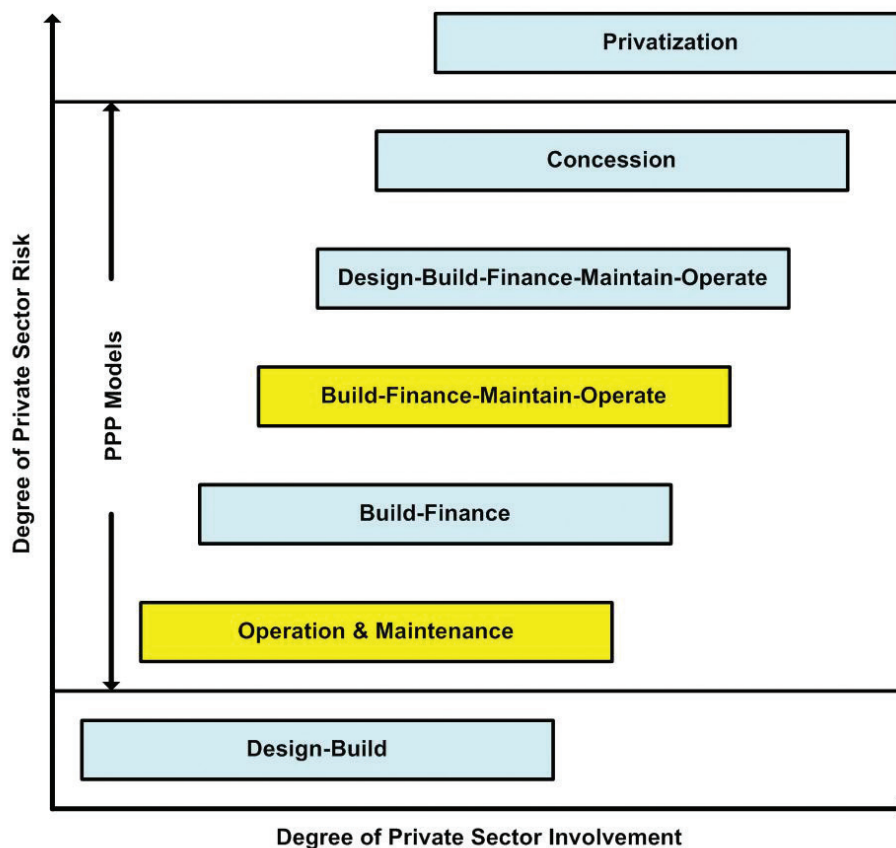 Privatization
Concession
Design-Build-Finance-Maintain-Operate
Build-Finance-Maintain-Operate
Build-Finance
Operation & Maintenance
Design-Build
PPP Models
Degree of Private Sector Risk
Degree of Private Sector Involvement